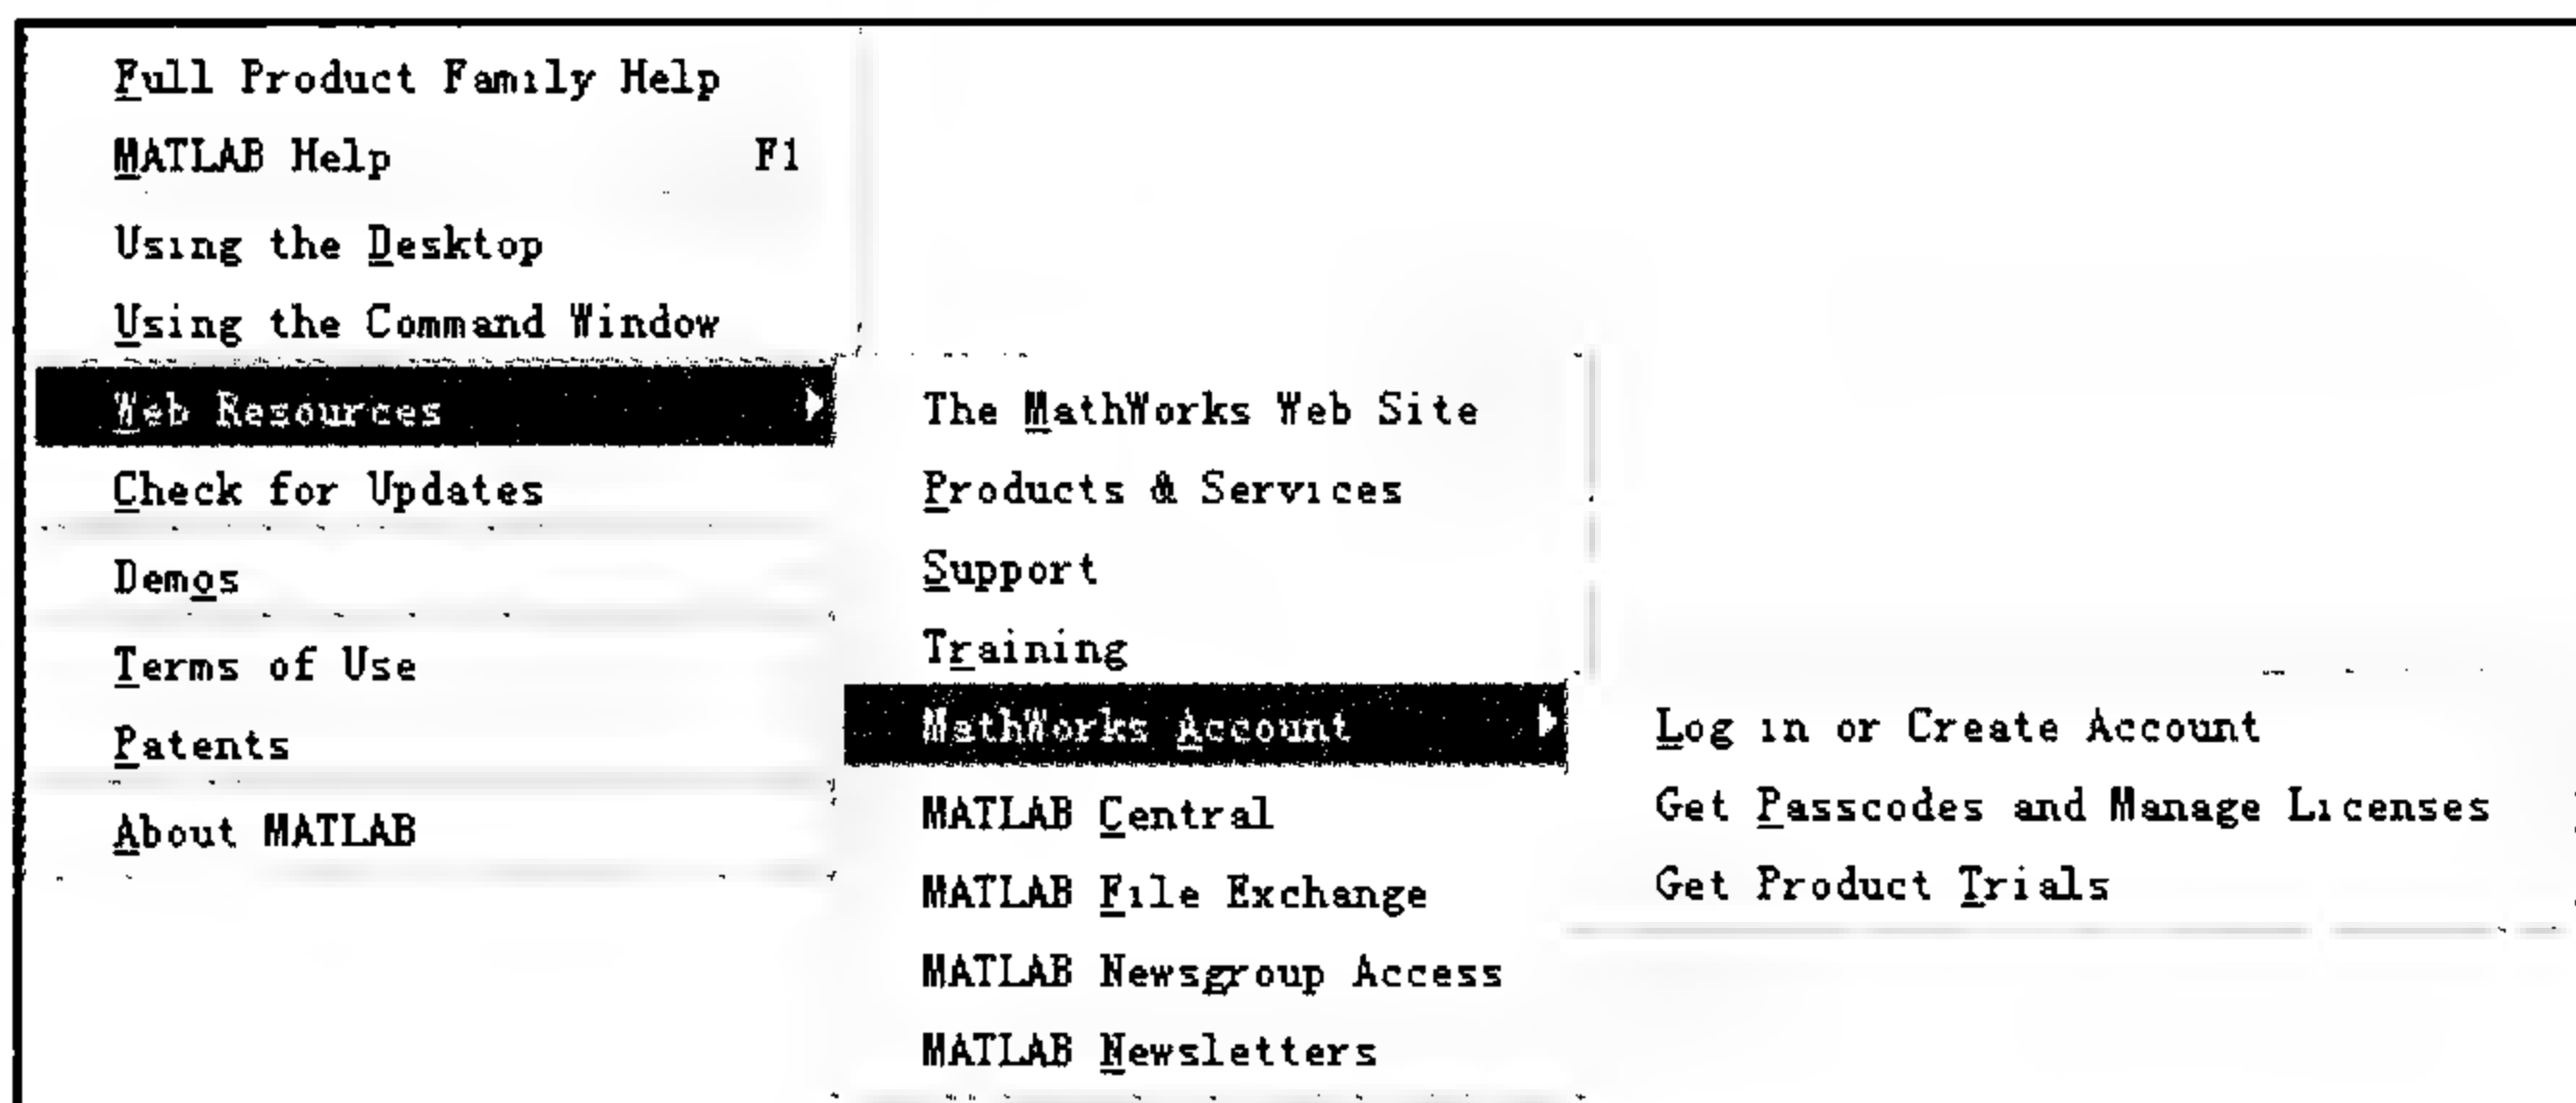 Full Product Family Help
MATLAB Help F1
Using the Desktop
Using the Command Window
Web Resources
Check for Updates
Demos
Terms of Use
Patents
About MATLAB
The MathWorks Web Site
Products & Services
Support
Training
MathWorks Account
MATLAB Central
MATLAB File Exchange
MATLAB Newsgroup Access
MATLAB Newsletters
Log in or Create Account
Get Passcodes and Manage Licenses
Get Product Trials